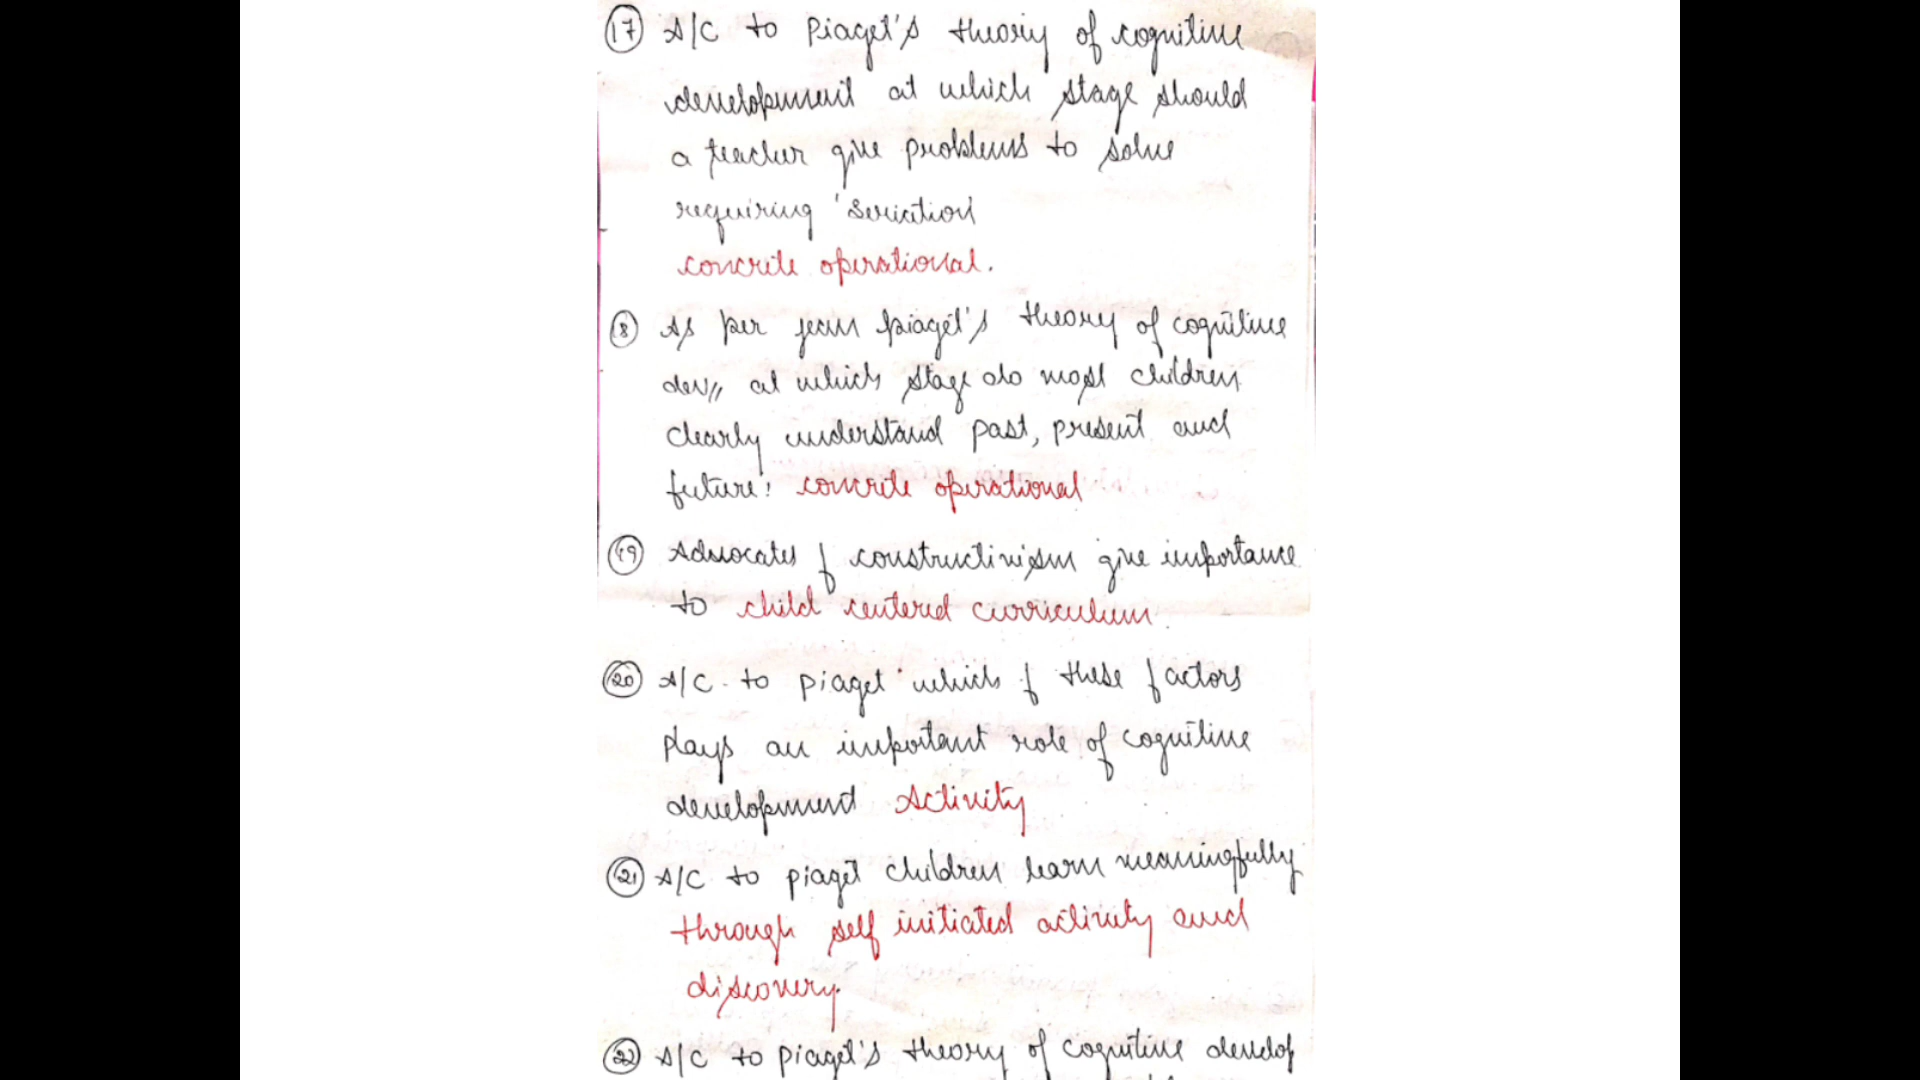 17 A/C to Piaget's theory of cognitive
development at which stage should
a teacher give problems to solve
requiring 'Seriation'
concrete operational.
18 As per jean piaget's theory of cognitive
dev,, at which stage do most children
clearly understand past, present and
future? concrete operational
19 Advocates of constructivism give importance
to child centered curriculum.
20 A/C to piaget which of these factors
plays an important role of cognitive
development Activity
21 A/C to piaget children learn meaningfully
through self initiated activity and
discovery.
22 A/C to piaget's theory of cognitive develop